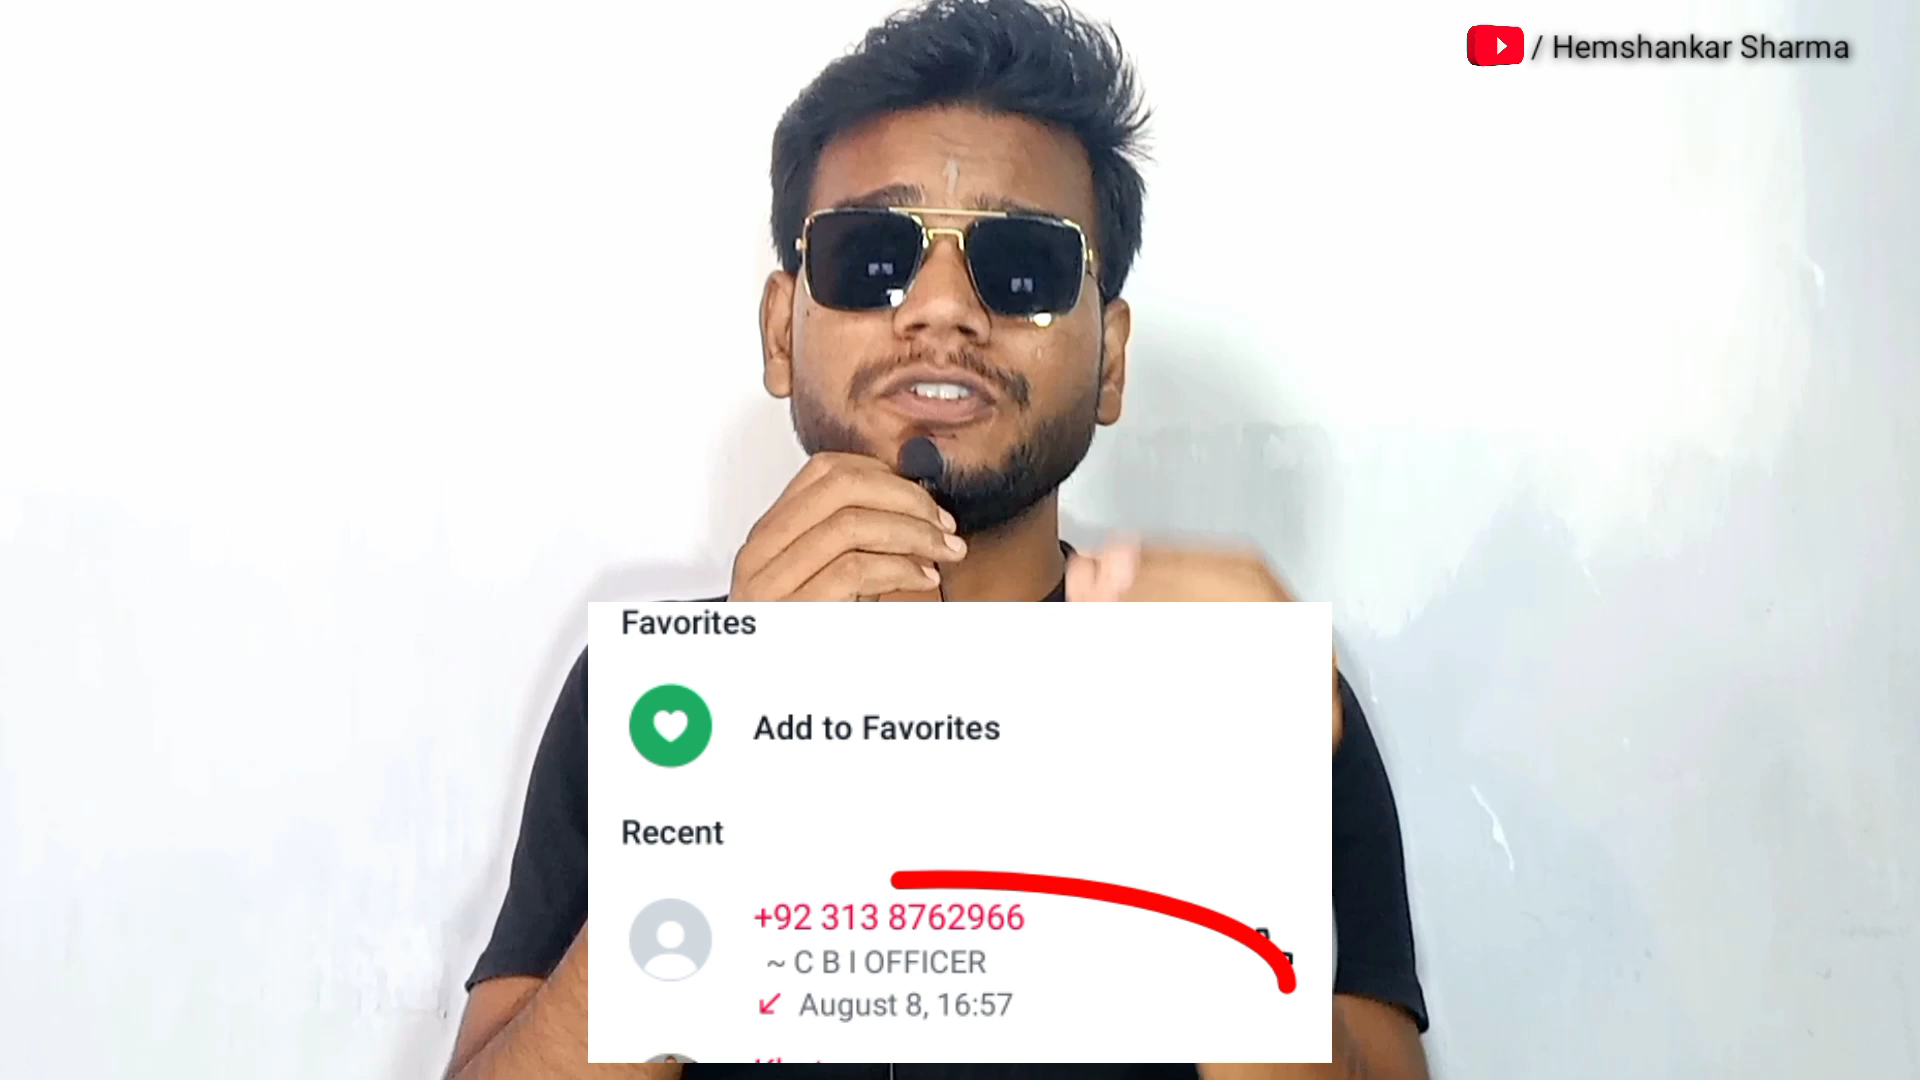 / Hemshankar Sharma
Favorites
Add to Favorites
Recent
+92 313 8762966
~ C B I OFFICER
August 8, 16:57